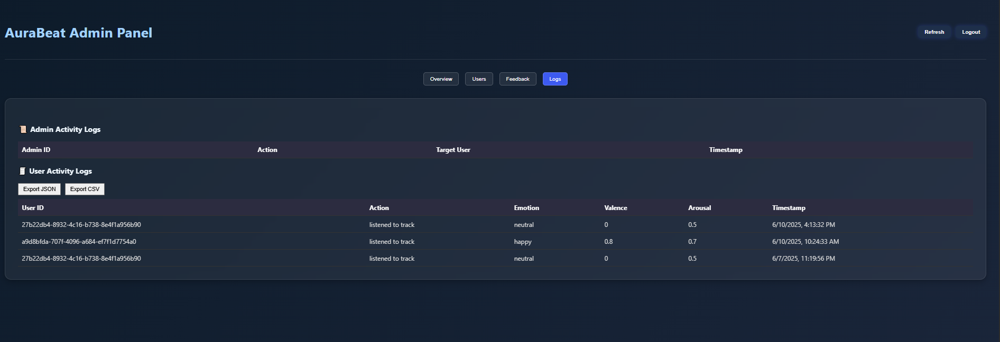 AuraBeat Admin Panel
Refresh Logout
Overview Users Feedback Logs
Admin Activity Logs
Admin ID Action Target User Timestamp
User Activity Logs
Export JSON Export CSV
User ID Action Emotion Valence Arousal Timestamp
27b22db4-8932-4c16-b738-8e4f1a956b90 listened to track neutral 0 0.5 6/10/2025, 4:13:32 PM
a9d8bfda-707f-4096-a684-ef7f1d7754a0 listened to track happy 0.8 0.7 6/10/2025, 10:24:33 AM
27b22db4-8932-4c16-b738-8e4f1a956b90 listened to track neutral 0 0.5 6/7/2025, 11:19:56 PM